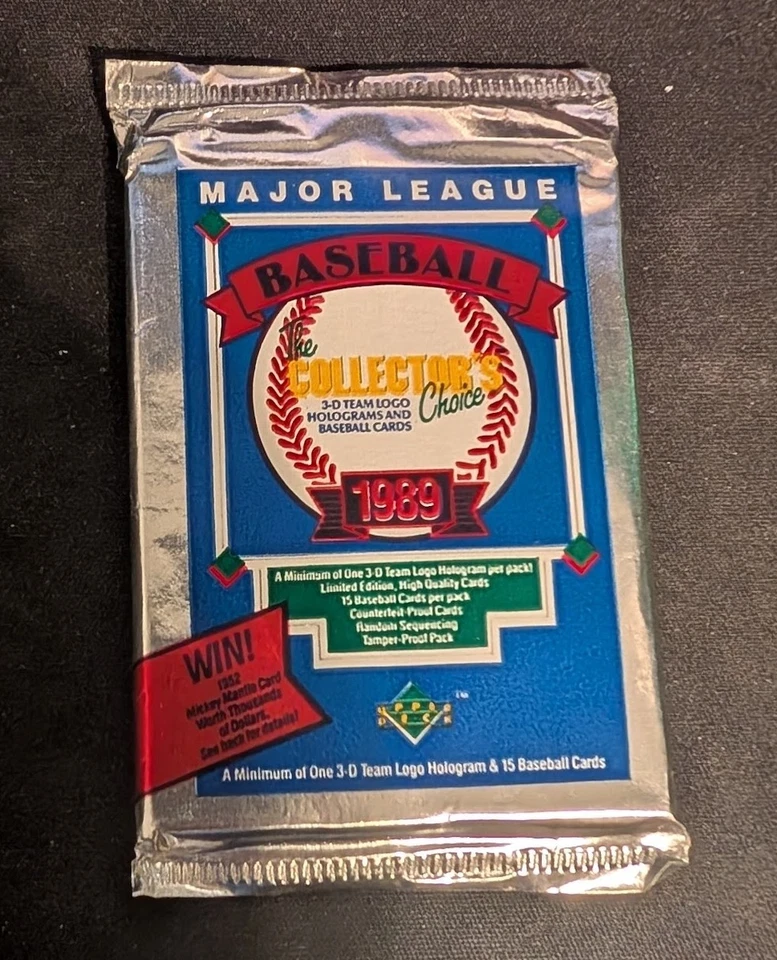 MAJOR LEAGUE
BASEBALL
The
COLLECTOR'S
Choice
3-D TEAM LOGO
HOLOGRAMS AND
BASEBALL CARDS
1989
A Minimum of One 3-D Team Logo Hologram per pack!
Limited Edition, High Quality Cards
15 Baseball Cards per pack
Counterfeit-Proof Cards
Random Sequencing
Tamper-Proof Pack
WIN!
1952
Mickey Mantle Card
Worth Thousands
of Dollars.
See back for details!
UPPER
DECK
TM
A Minimum of One 3-D Team Logo Hologram & 15 Baseball Cards